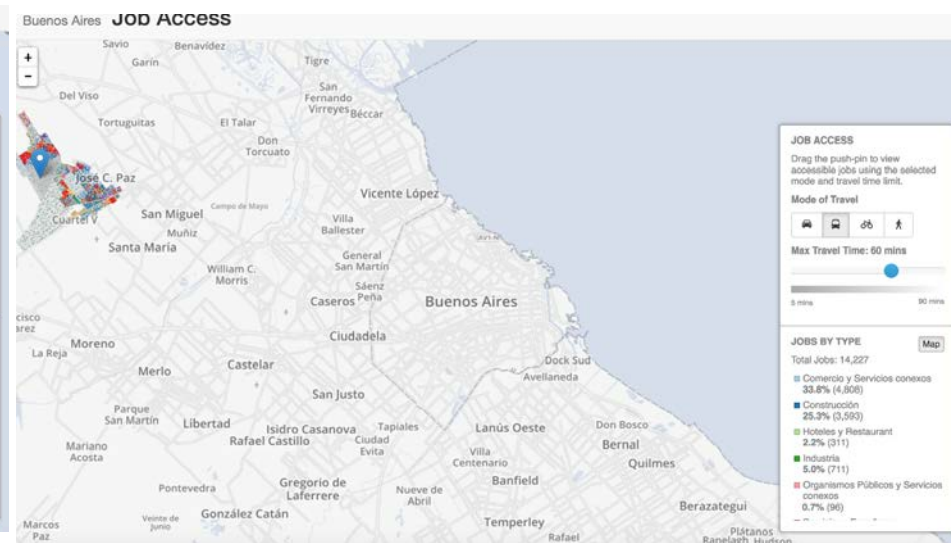 Buenos Aires Job Access
+
−
Savio
Benavídez
Garín
Tigre
Del Viso
San
Fernando
Virreyes
Béccar
Tortuguitas
El Talar
Don
Torcuato
José C. Paz
Vicente López
Cuartel V
San Miguel
Campo de Mayo
Muñiz
Villa
Ballester
Santa María
General
San Martín
William C.
Morris
Sáenz
Peña
Caseros
Buenos Aires
Ciudadela
Moreno
La Reja
Merlo
Castelar
Dock Sud
Avellaneda
San Justo
Parque
San Martín
Libertad
Isidro Casanova
Rafael Castillo
Tapiales
Ciudad
Evita
Lanús Oeste
Don Bosco
Mariano
Acosta
Villa
Centenario
Bernal
Quilmes
Banfield
Pontevedra
Gregorio de
Laferrere
Nueve de
Abril
Veinte de
Junio
González Catán
Berazategui
Marcos
Paz
Temperley
Rafael
Plátanos
Ranelagh Hudson
JOB ACCESS
Drag the push-pin to view
accessible jobs using the selected
mode and travel time limit.
Mode of Travel
Max Travel Time: 60 mins
5 mins
90 mins
JOBS BY TYPE
Map
Total Jobs: 14,227
Comercio y Servicios conexos
33.8% (4,808)
Construcción
25.3% (3,593)
Hoteles y Restaurant
2.2% (311)
Industria
5.0% (711)
Organismos Públicos y Servicios
conexos
0.7% (96)